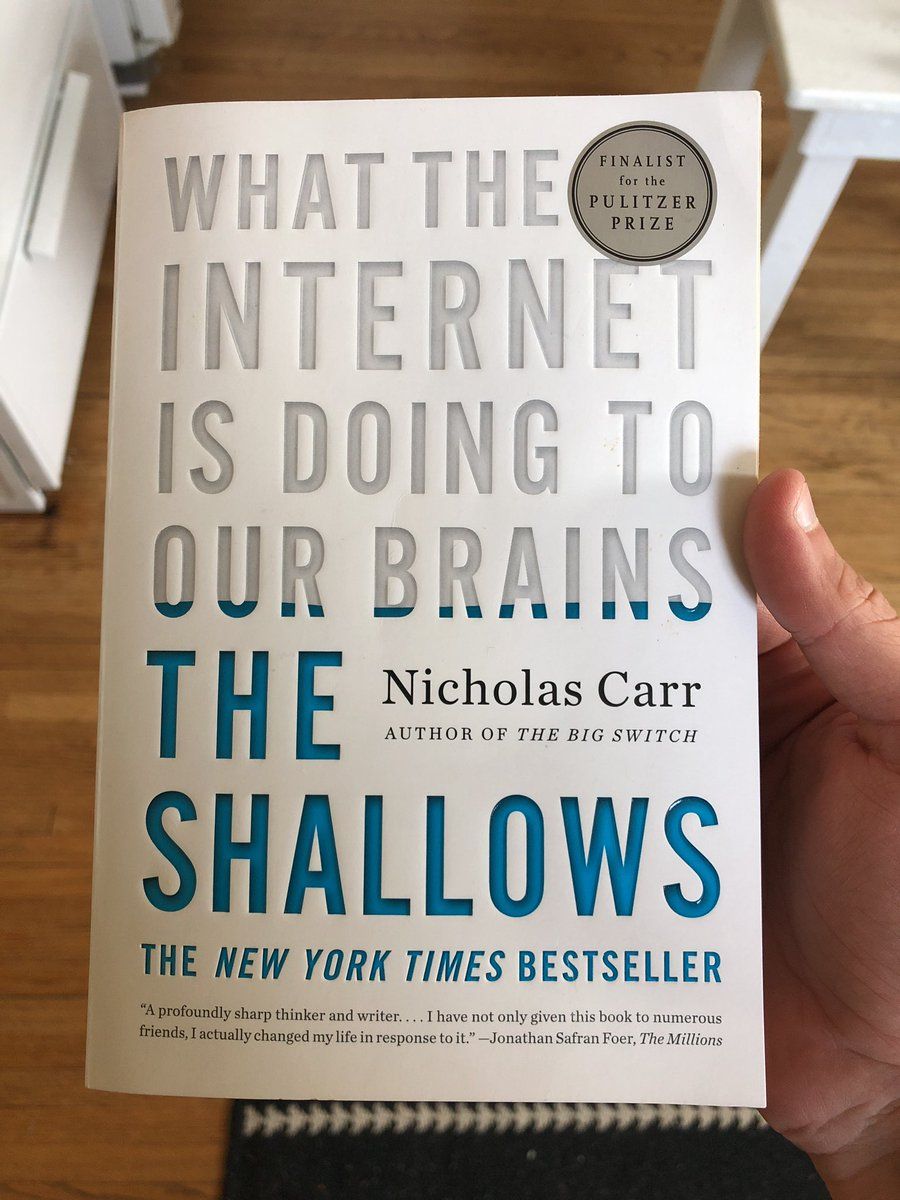 WHAT THE
FINALIST
for the
PULITZER
PRIZE
INTERNET
IS DOING TO
OUR BRAINS
THE
Nicholas Carr
AUTHOR OF THE BIG SWITCH
SHALLOWS
THE NEW YORK TIMES BESTSELLER
“A profoundly sharp thinker and writer. . . . I have not only given this book to numerous
friends, I actually changed my life in response to it.” —Jonathan Safran Foer, The Millions